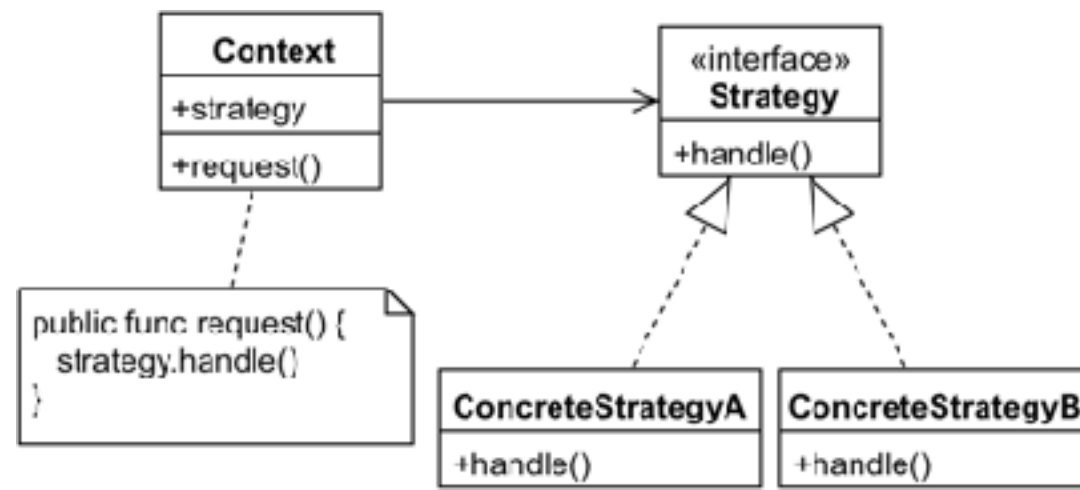 Context
+strategy
+request()
«interface»
Strategy
+handle()
public func request() {
strategy.handle()
}
ConcreteStrategyA
+handle()
ConcreteStrategyB
+handle()